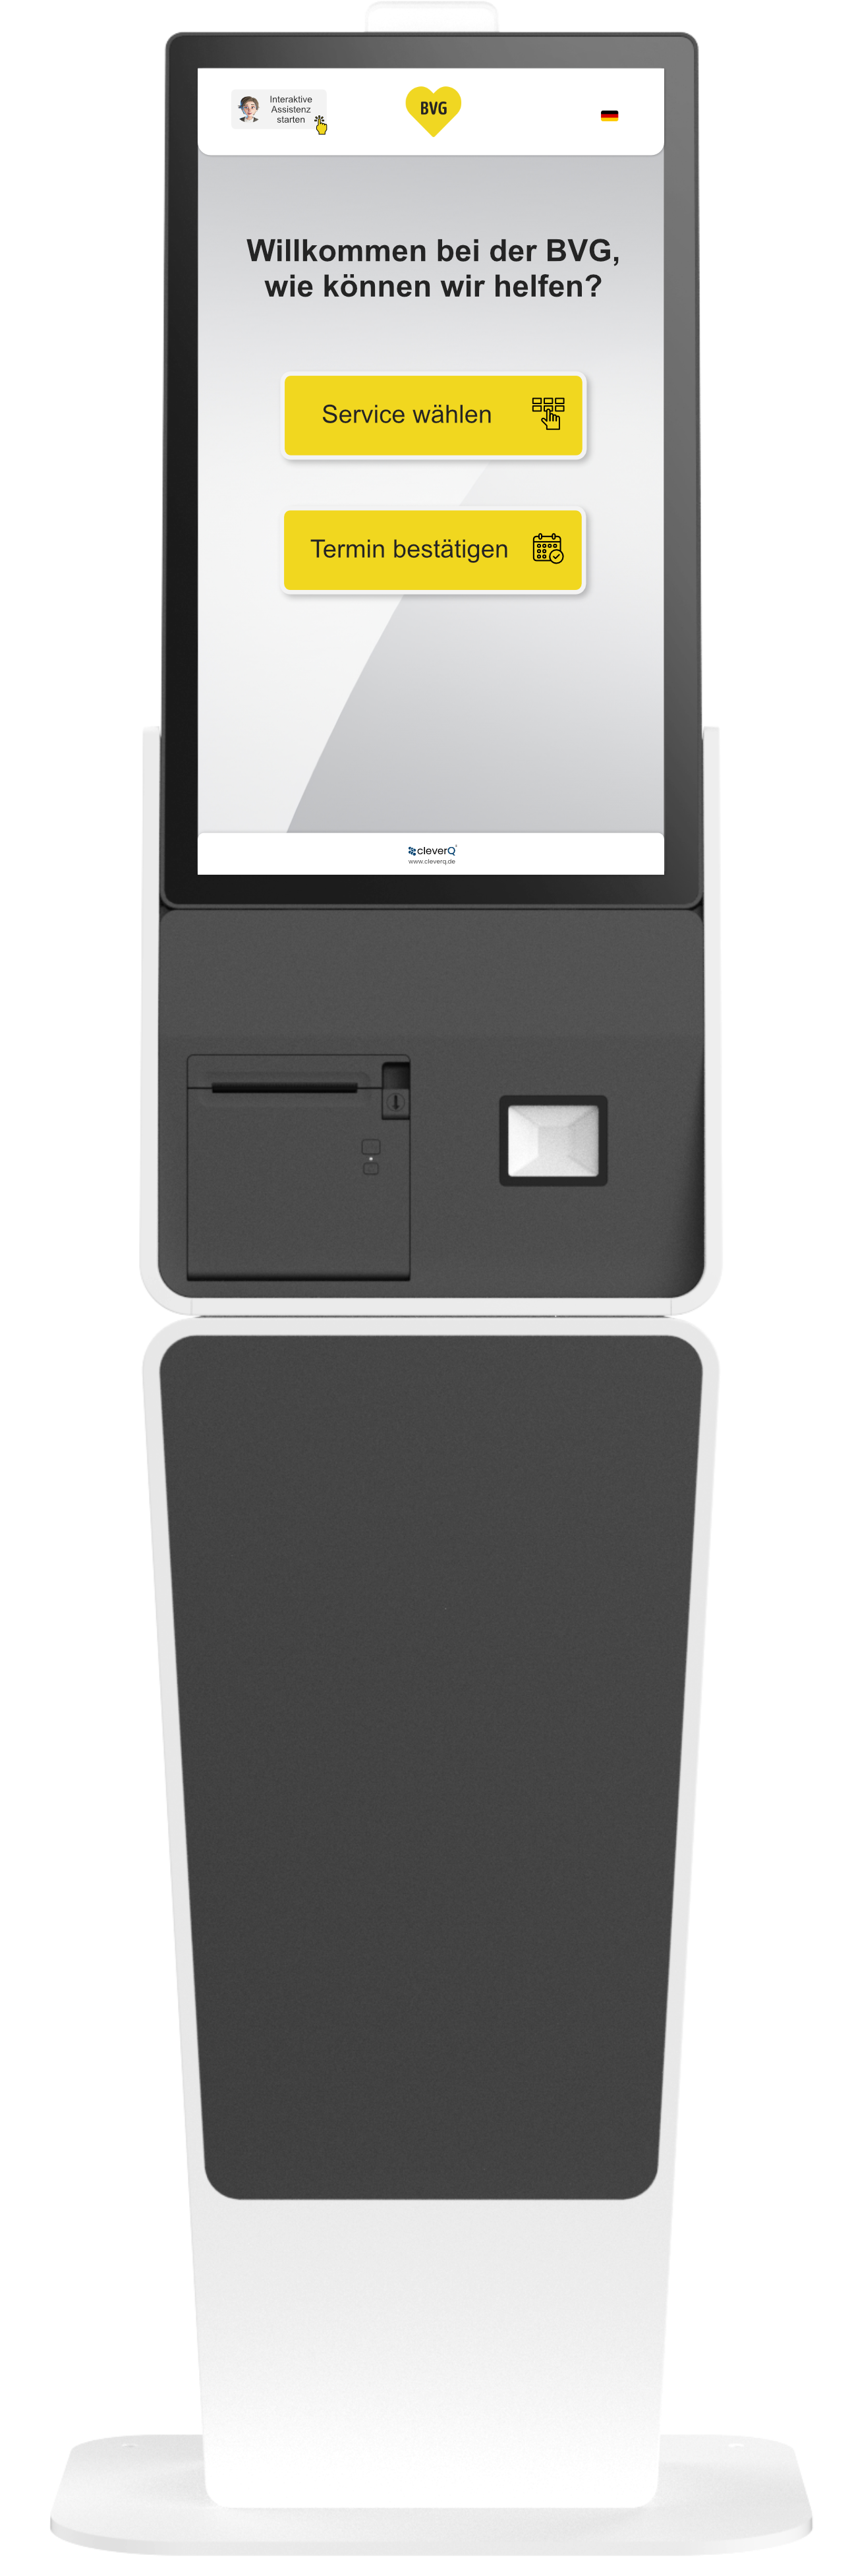 Interaktive
Assistenz
starten
BVG
Willkommen bei der BVG,
wie können wir helfen?
Service wählen
Termin bestätigen
cleverQ
www.cleverq.de